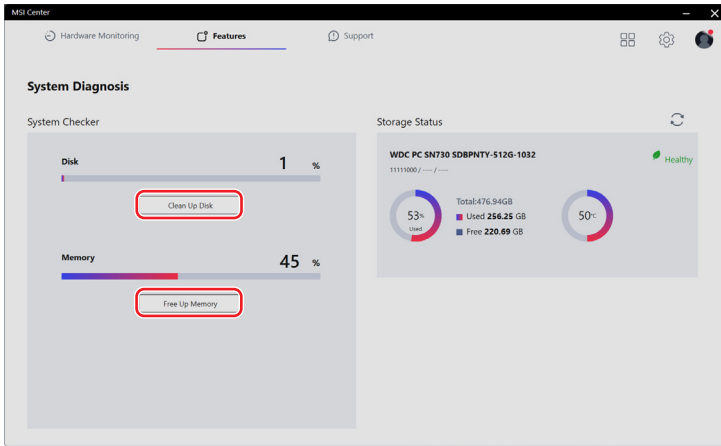 MSI Center
Hardware Monitoring
Features
Support
System Diagnosis
System Checker
Disk
1 %
Clean Up Disk
Memory
45 %
Free Up Memory
Storage Status
WDC PC SN730 SDBPNTY-512G-1032
11111000 / ---- / ----
Healthy
53%
Used
Total:476.94GB
Used 256.25 GB
Free 220.69 GB
50°C